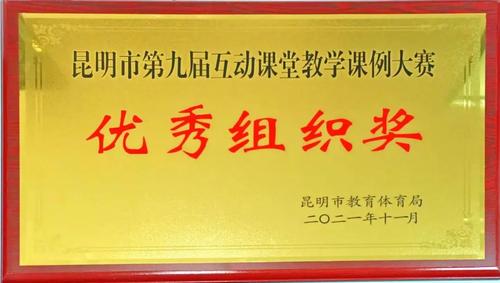 昆明市第九届互动课堂教学课例大赛
优秀组织奖
昆明市教育体育局
二〇二一年十一月